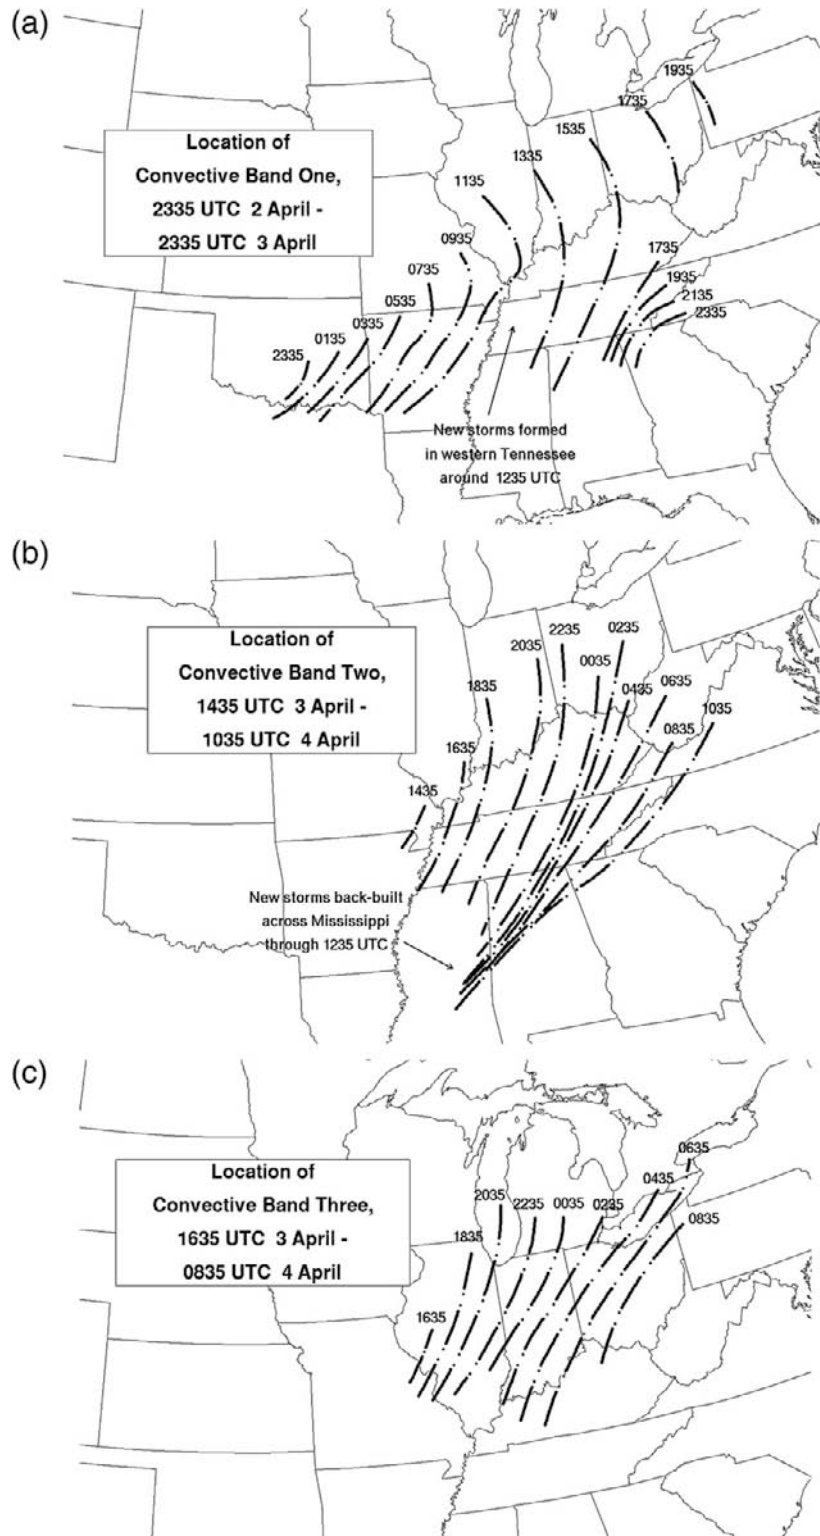 (a)
Location of
Convective Band One,
2335 UTC 2 April -
2335 UTC 3 April
1935
1735
1535
1335
1135
0935
0735
0535
0335
0135
2335
1735
1935
2135
2335
New storms formed
in western Tennessee
around 1235 UTC
(b)
Location of
Convective Band Two,
1435 UTC 3 April -
1035 UTC 4 April
0235
2235
2035
0035
0435
0635
1835
0835
1035
1635
1435
New storms back-built
across Mississippi
through 1235 UTC
(c)
Location of
Convective Band Three,
1635 UTC 3 April -
0835 UTC 4 April
0635
0435
2035
2235
0035
0235
0835
1835
1635